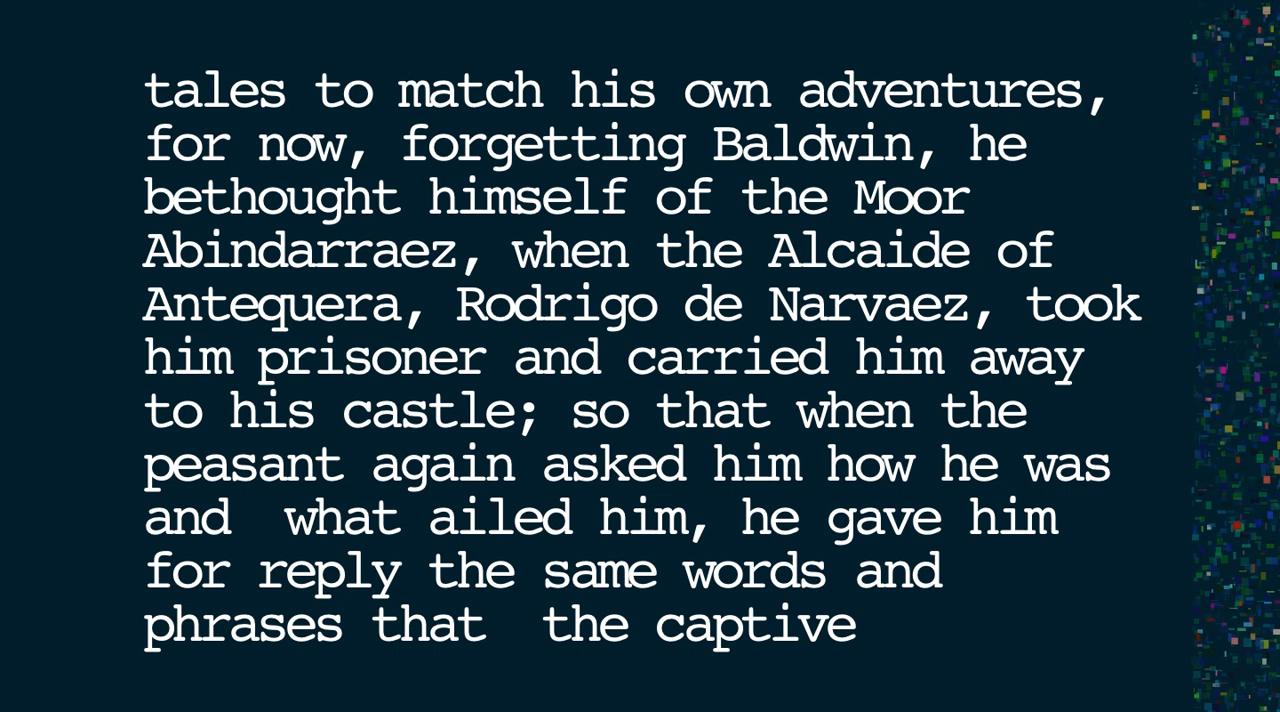 tales to match his own adventures,
for now, forgetting Baldwin, he
bethought himself of the Moor
Abindarraez, when the Alcaide of
Antequera, Rodrigo de Narvaez, took
him prisoner and carried him away
to his castle; so that when the
peasant again asked him how he was
and  what ailed him, he gave him
for reply the same words and
phrases that  the captive